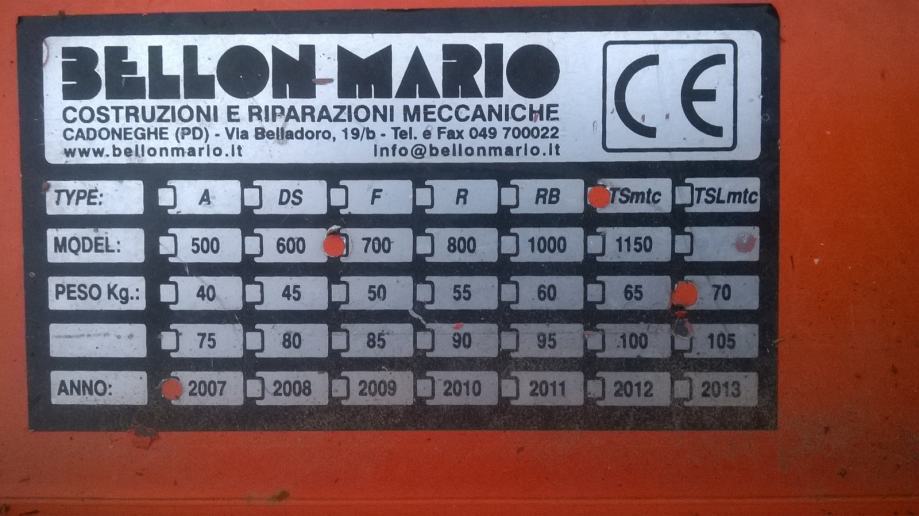 BELLON MARIO
COSTRUZIONI E RIPARAZIONI MECCANICHE
CADONEGHE (PD) - Via Belladoro, 19/b - Tel. e Fax 049 700022
www.bellonmario.it info@bellonmario.it
CE
TYPE: A DS F R RB TSmtc TSLmtc
MODEL: 500 600 700 800 1000 1150
PESO Kg.: 40 45 50 55 60 65 70
75 80 85 90 95 100 105
ANNO: 2007 2008 2009 2010 2011 2012 2013